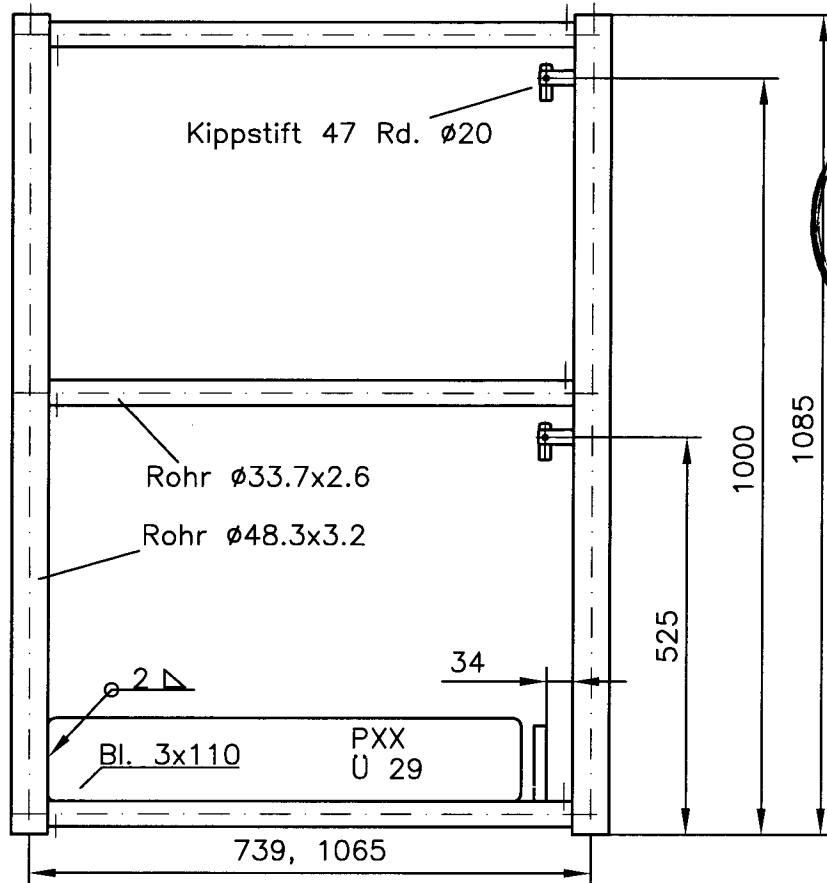 Kippstift 47 Rd. ø20
1000
1085
Rohr ø33.7x2.6
Rohr ø48.3x3.2
525
34
2
PXX
Ü 29
Bl. 3x110
739, 1065